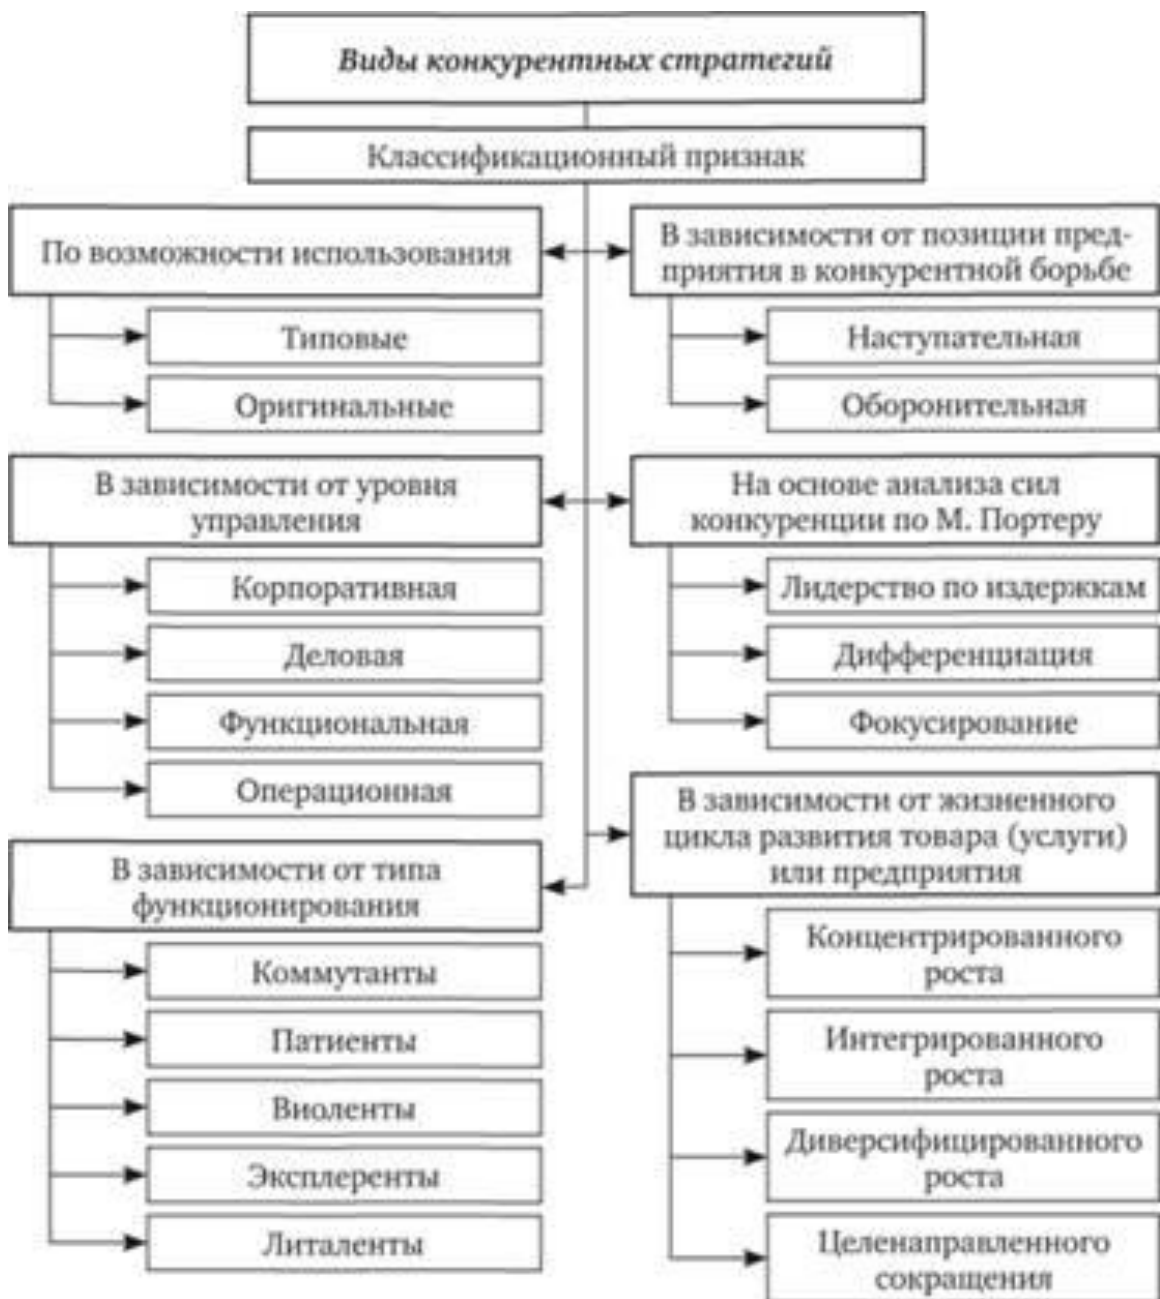 Виды конкурентных стратегий
Классификационный признак
По возможности использования
Типовые
Оригинальные
В зависимости от уровня
управления
Корпоративная
Деловая
Функциональная
Операционная
В зависимости от типа
функционирования
Коммутанты
Патиенты
Виоленты
Эксплеренты
Литаленты
В зависимости от позиции пред-
приятия в конкурентной борьбе
Наступательная
Оборонительная
На основе анализа сил
конкуренции по М. Портеру
Лидерство по издержкам
Дифференциация
Фокусирование
В зависимости от жизненного
цикла развития товара (услуги)
или предприятия
Концентрированного
роста
Интегрированного
роста
Диверсифицированного
роста
Целенаправленного
сокращения